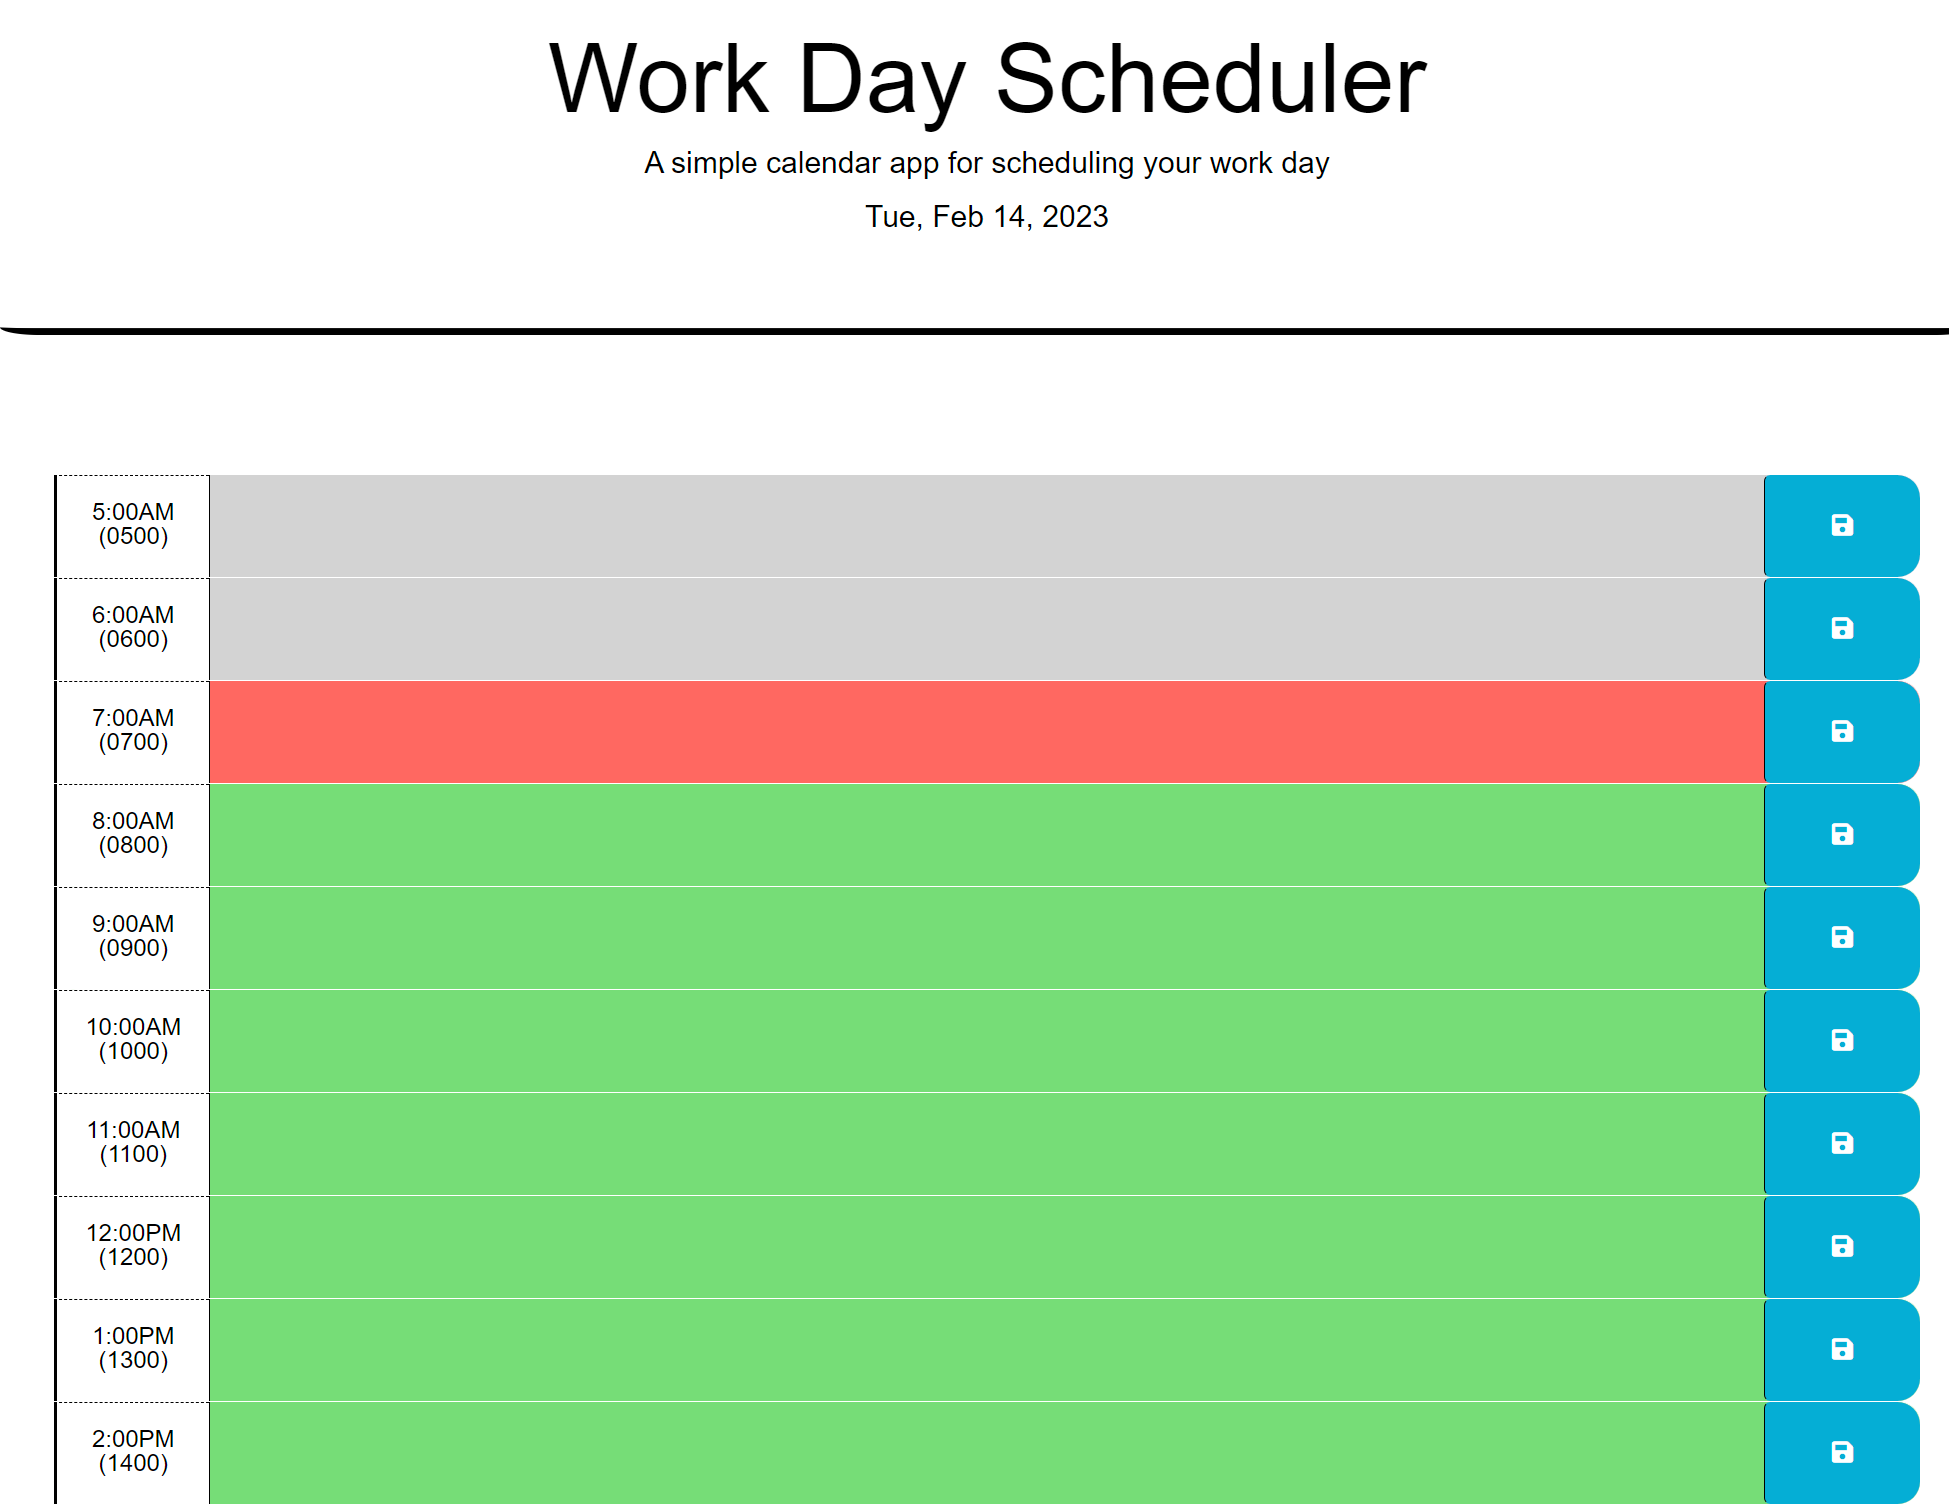 Work Day Scheduler
A simple calendar app for scheduling your work day
Tue, Feb 14, 2023
5:00AM
(0500)
6:00AM
(0600)
7:00AM
(0700)
8:00AM
(0800)
9:00AM
(0900)
10:00AM
(1000)
11:00AM
(1100)
12:00PM
(1200)
1:00PM
(1300)
2:00PM
(1400)